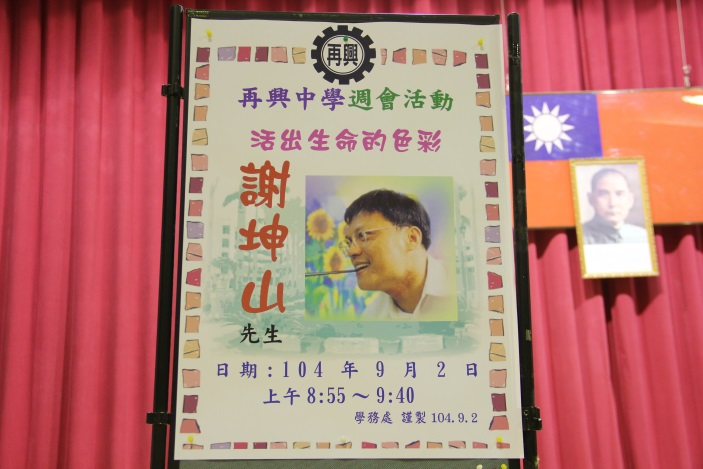 再興
再興中學週會活動
活出生命的色彩
謝坤山
先生
日期：104 年 9 月 2 日
上午 8:55～9:40
學務處 謹製 104.9.2